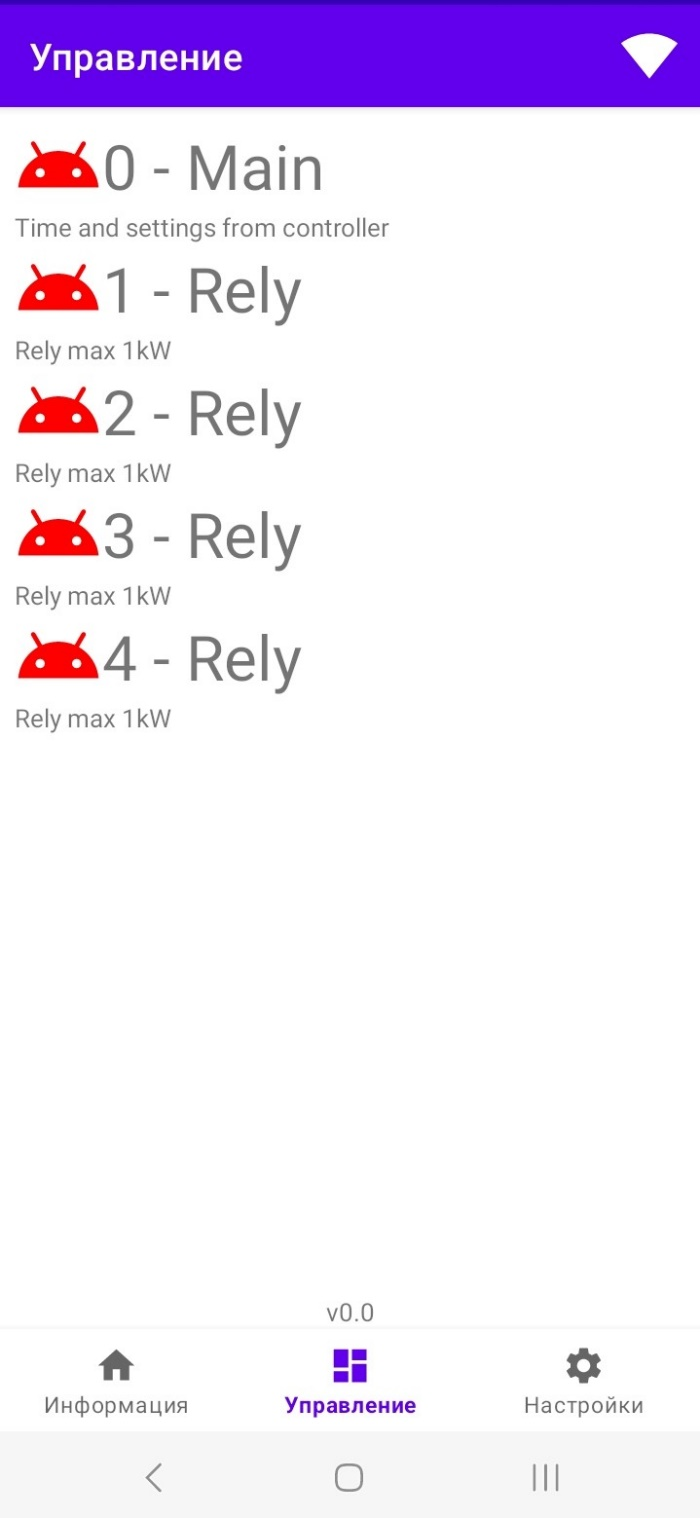 Управление
0 - Main
Time and settings from controller
1 - Rely
Rely max 1kW
2 - Rely
Rely max 1kW
3 - Rely
Rely max 1kW
4 - Rely
Rely max 1kW
v0.0
Информация
Управление
Настройки